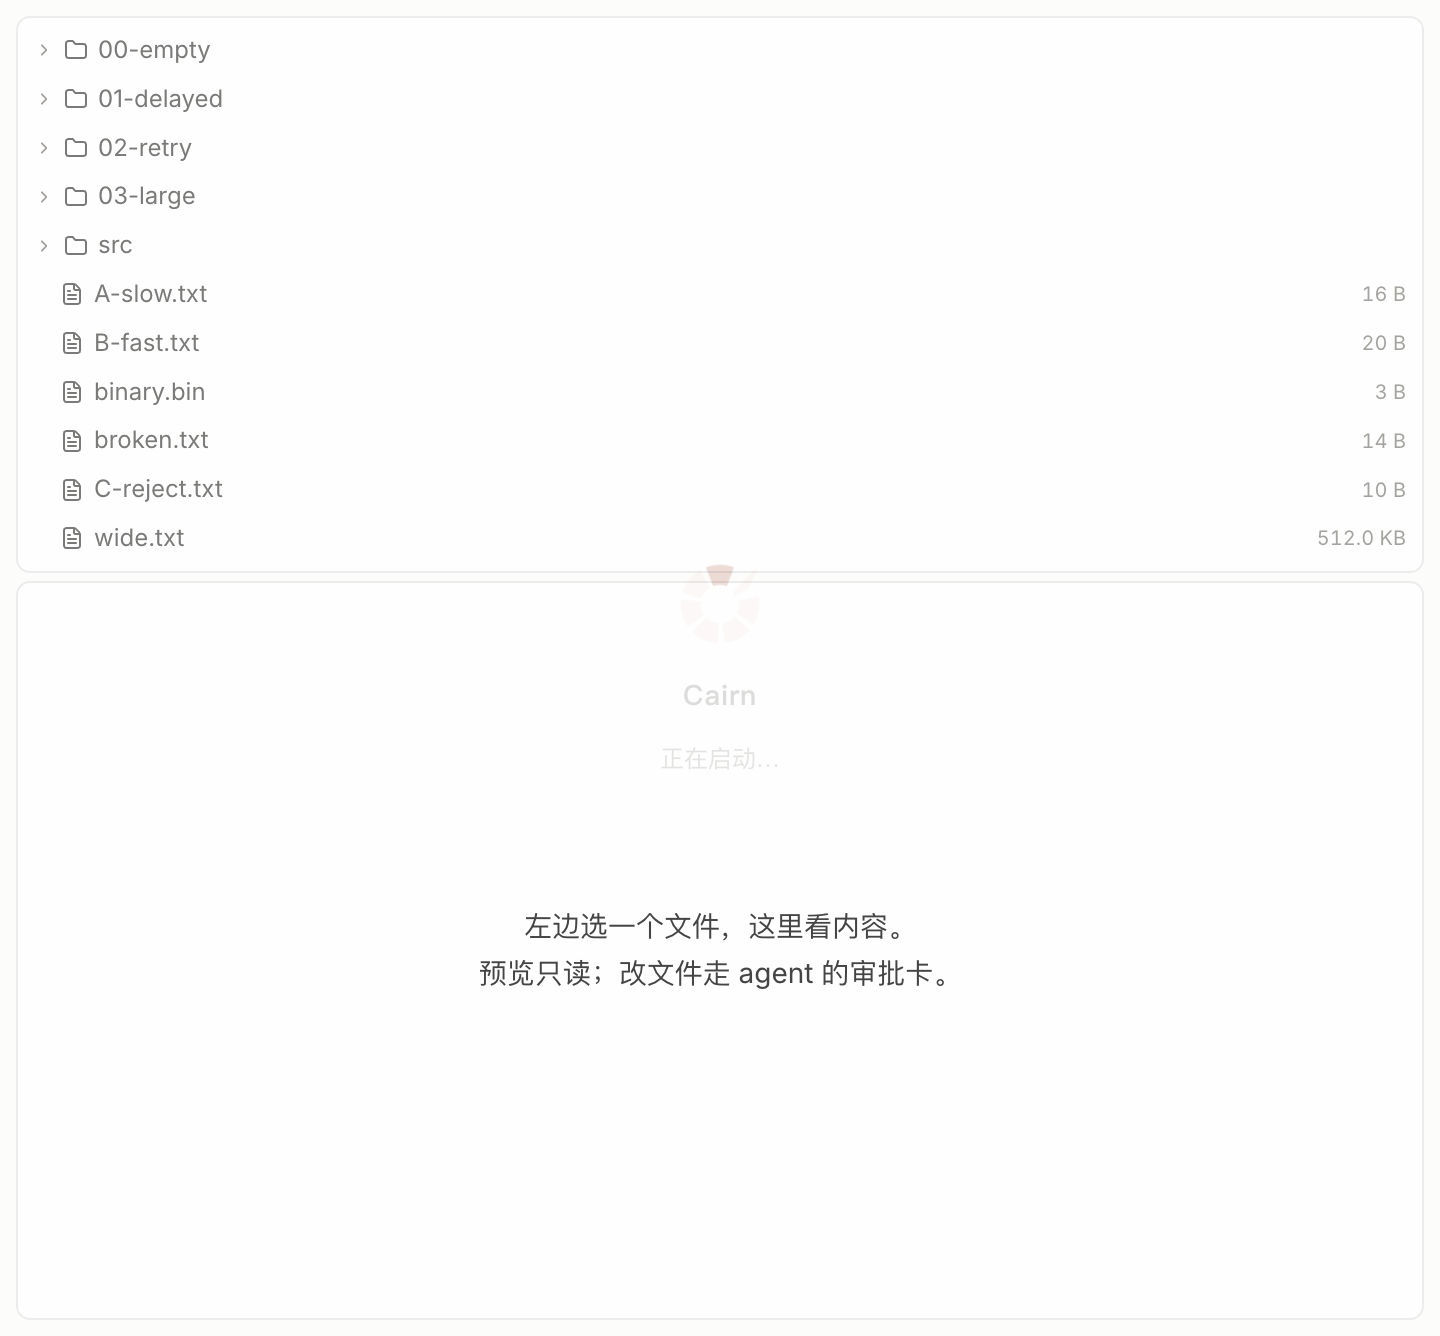 00-empty
01-delayed
02-retry
03-large
src
A-slow.txt 16 B
B-fast.txt 20 B
binary.bin 3 B
broken.txt 14 B
C-reject.txt 10 B
wide.txt 512.0 KB
Cairn
正在启动...
左边选一个文件，这里看内容。
预览只读；改文件走 agent 的审批卡。